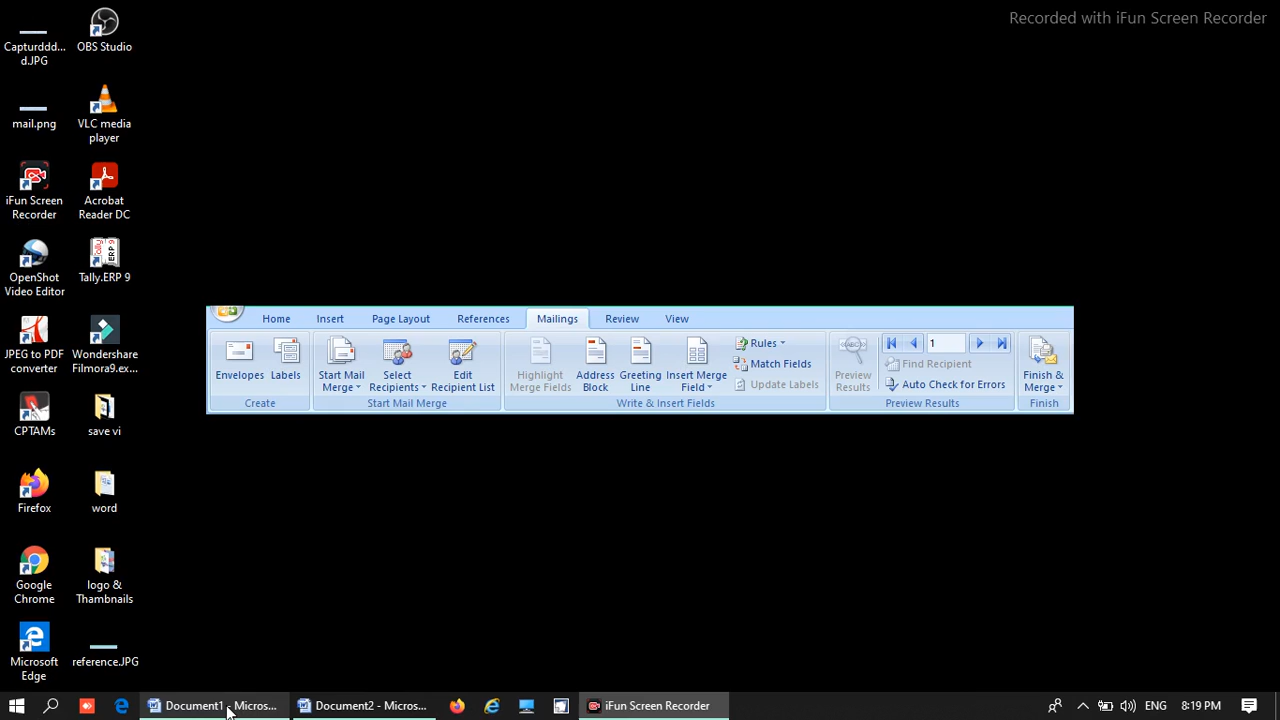 Recorded with iFun Screen Recorder
Capturddd...
d.JPG
OBS Studio
mail.png
VLC media
player
iFun Screen
Recorder
Acrobat
Reader DC
OpenShot
Video Editor
Tally.ERP 9
JPEG to PDF
converter
Wondershare
Filmora9.ex...
CPTAMs
save vi
Firefox
word
Google
Chrome
logo &
Thumbnails
Microsoft
Edge
reference.JPG
Home Insert Page Layout References Mailings Review View
Envelopes
Labels
Create
Start Mail
Merge
Select
Recipients
Edit
Recipient List
Start Mail Merge
Highlight
Merge Fields
Address
Block
Greeting
Line
Insert Merge
Field
Rules
Match Fields
Update Labels
Write & Insert Fields
Preview
Results
1
Find Recipient
Auto Check for Errors
Preview Results
Finish &
Merge
Finish
Document1 - Micros...
Document2 - Micros...
iFun Screen Recorder
ENG
8:19 PM